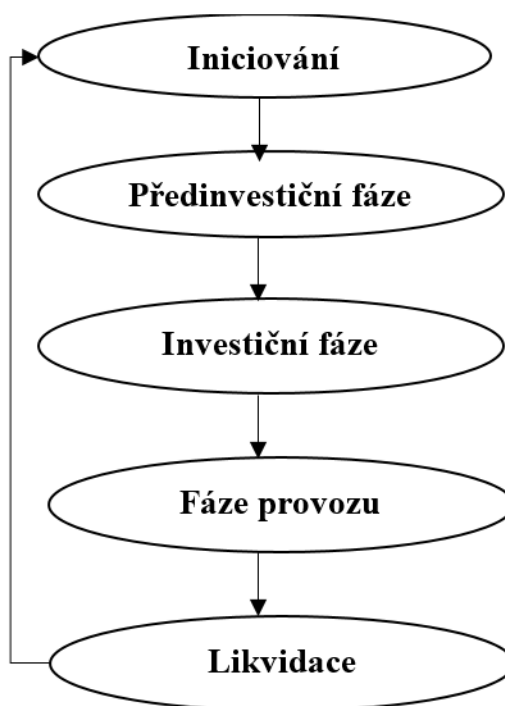 Iniciování
Předinvestiční fáze
Investiční fáze
Fáze provozu
Likvidace